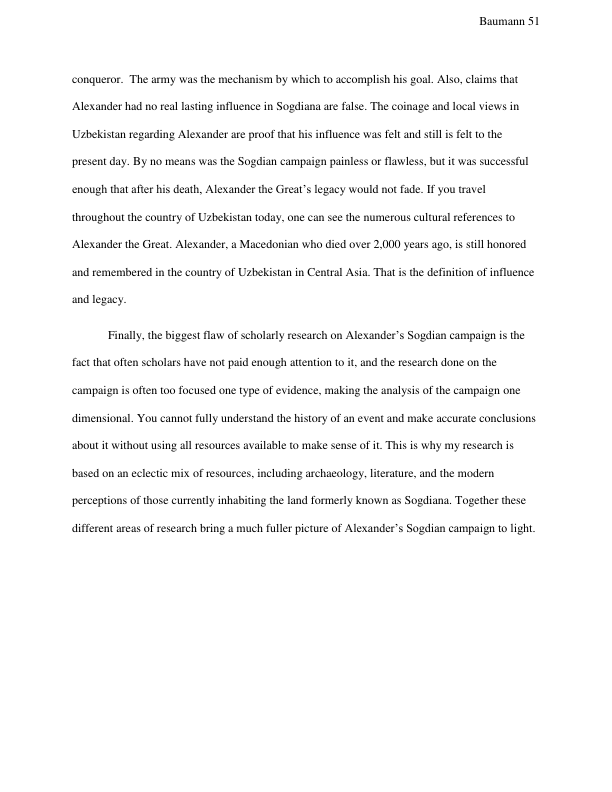 Baumann 51
conqueror.  The army was the mechanism by which to accomplish his goal. Also, claims that
Alexander had no real lasting influence in Sogdiana are false. The coinage and local views in
Uzbekistan regarding Alexander are proof that his influence was felt and still is felt to the
present day. By no means was the Sogdian campaign painless or flawless, but it was successful
enough that after his death, Alexander the Great’s legacy would not fade. If you travel
throughout the country of Uzbekistan today, one can see the numerous cultural references to
Alexander the Great. Alexander, a Macedonian who died over 2,000 years ago, is still honored
and remembered in the country of Uzbekistan in Central Asia. That is the definition of influence
and legacy.
Finally, the biggest flaw of scholarly research on Alexander’s Sogdian campaign is the
fact that often scholars have not paid enough attention to it, and the research done on the
campaign is often too focused one type of evidence, making the analysis of the campaign one
dimensional. You cannot fully understand the history of an event and make accurate conclusions
about it without using all resources available to make sense of it. This is why my research is
based on an eclectic mix of resources, including archaeology, literature, and the modern
perceptions of those currently inhabiting the land formerly known as Sogdiana. Together these
different areas of research bring a much fuller picture of Alexander’s Sogdian campaign to light.